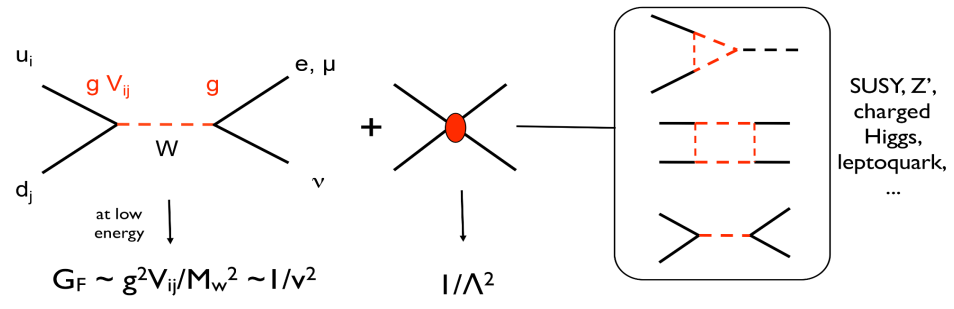 uᵢ
g Vᵢⱼ
g
e, μ
W
dⱼ
ν
+
at low
energy
G_F ~ g²Vᵢⱼ/M_w² ~1/v²
1/Λ²
SUSY, Z’,
charged
Higgs,
leptoquark,
...